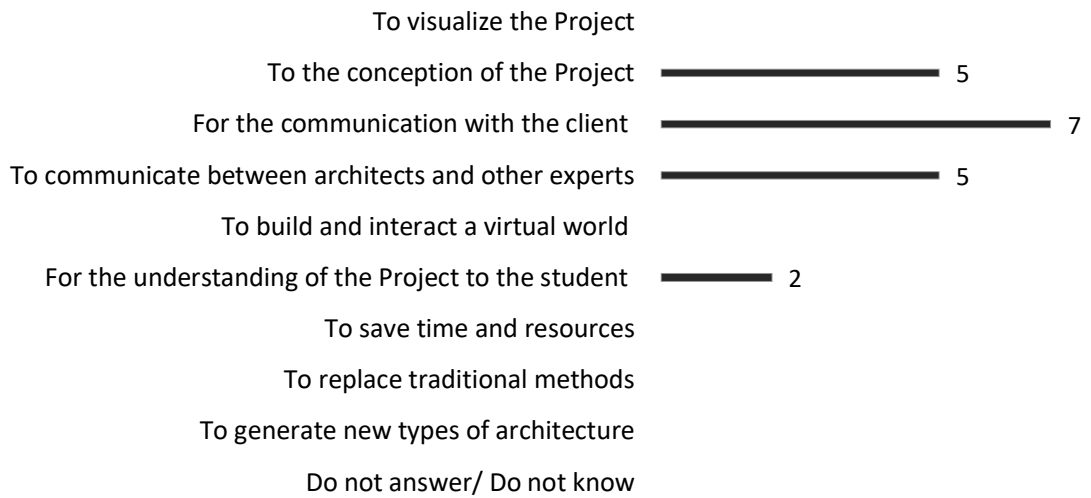 To visualize the Project
To the conception of the Project 5
For the communication with the client 7
To communicate between architects and other experts 5
To build and interact a virtual world
For the understanding of the Project to the student 2
To save time and resources
To replace traditional methods
To generate new types of architecture
Do not answer/ Do not know